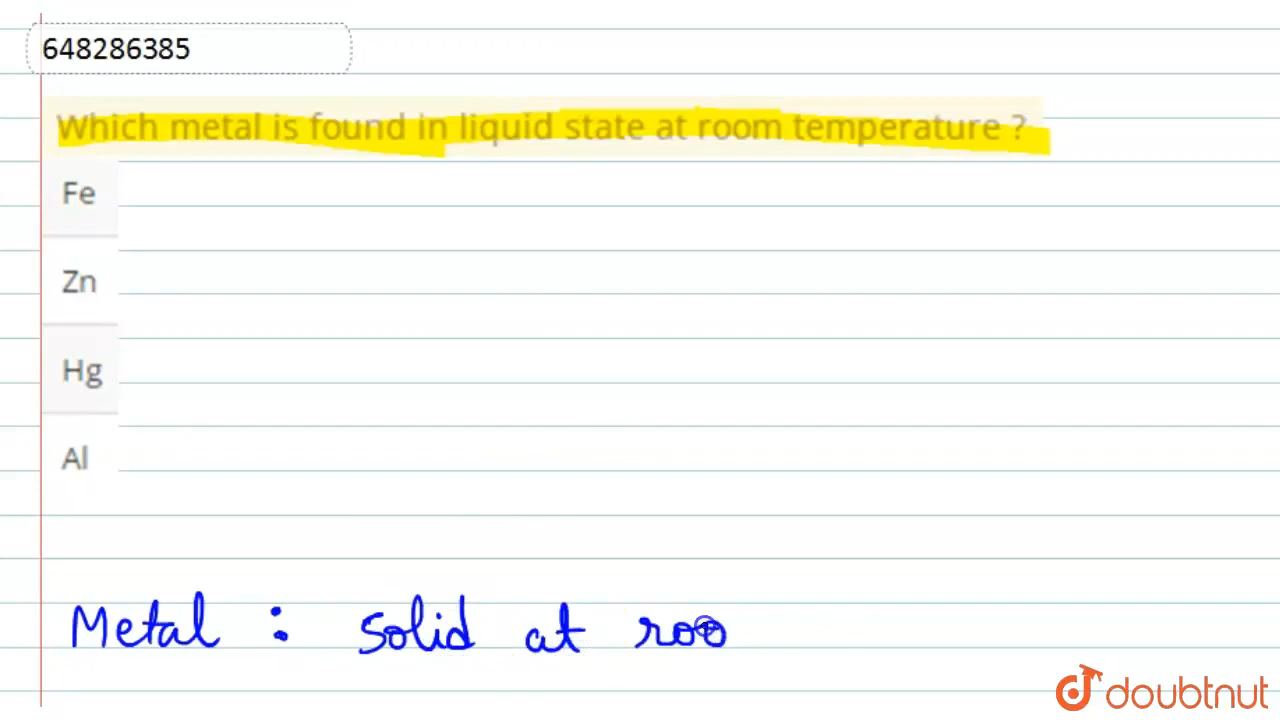 648286385
Which metal is found in liquid state at room temperature ?
Fe
Zn
Hg
Al
Metal : Solid at roo
doubtnut